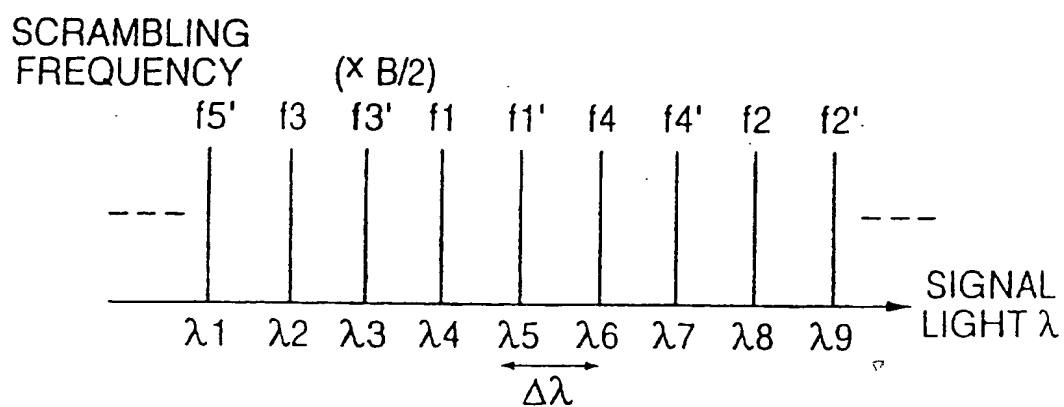 SCRAMBLING
FREQUENCY (× B/2)
f5' f3 f3' f1 f1' f4 f4' f2 f2'
SIGNAL
LIGHT λ
λ1 λ2 λ3 λ4 λ5 λ6 λ7 λ8 λ9
Δλ